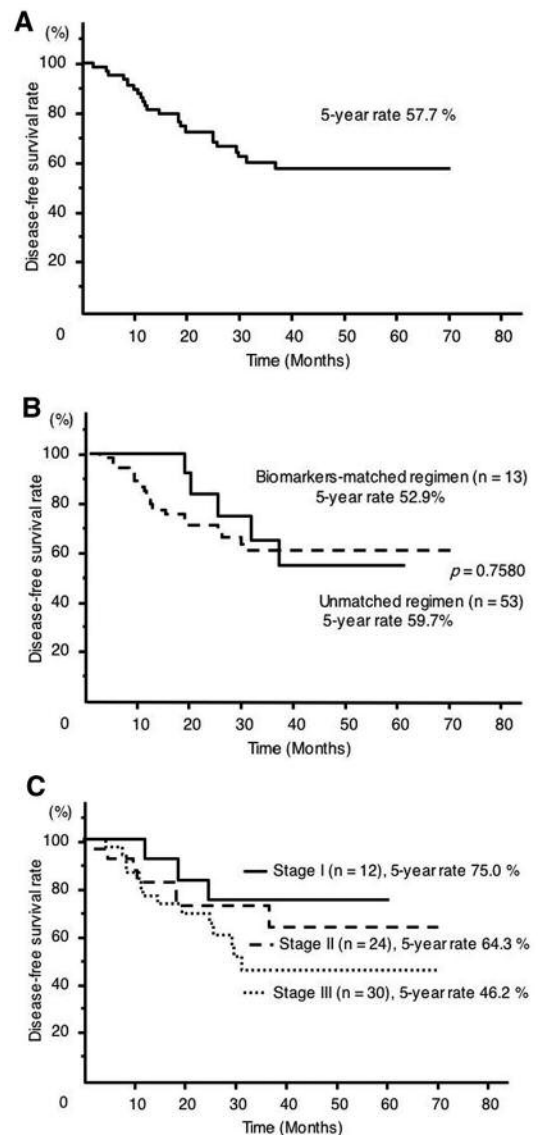 A
(%)
100
80
60
40
20
0
Disease-free survival rate
5-year rate 57.7 %
10 20 30 40 50 60 70 80
Time (Months)
B
(%)
100
80
60
40
20
0
Disease-free survival rate
Biomarkers-matched regimen (n = 13)
5-year rate 52.9%
p = 0.7580
Unmatched regimen (n = 53)
5-year rate 59.7%
10 20 30 40 50 60 70 80
Time (Months)
C
(%)
100
80
60
40
20
0
Disease-free survival rate
Stage I (n = 12), 5-year rate 75.0 %
Stage II (n = 24), 5-year rate 64.3 %
Stage III (n = 30), 5-year rate 46.2 %
10 20 30 40 50 60 70 80
Time (Months)